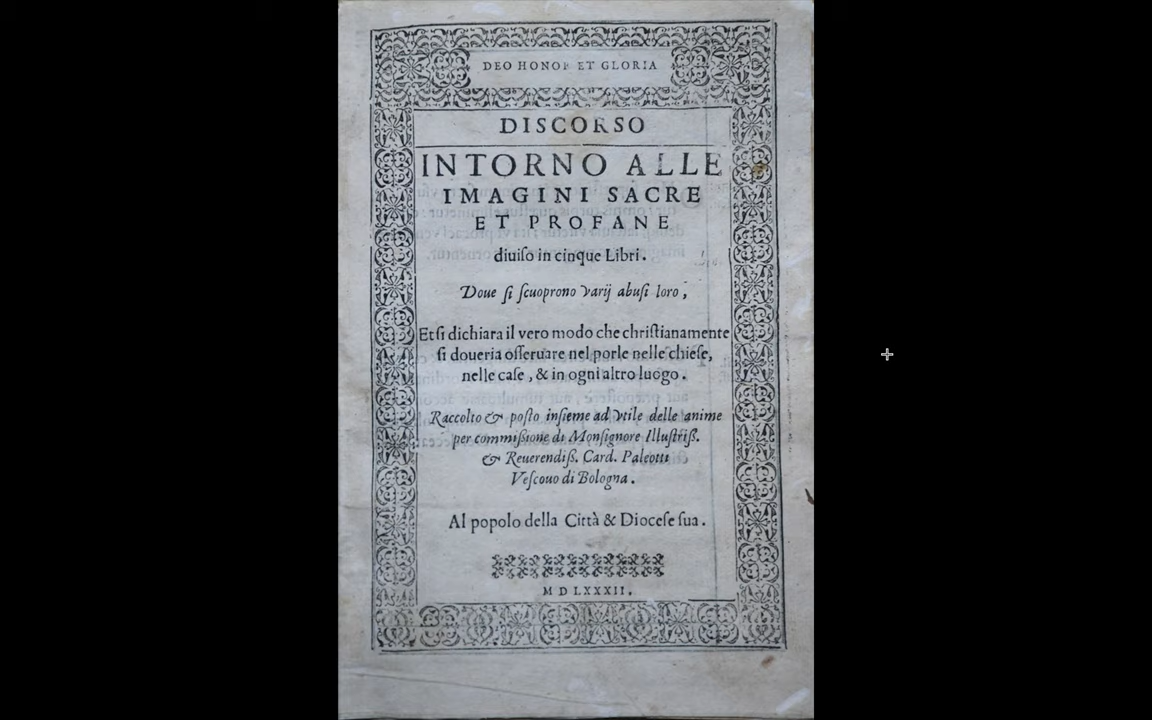 DEO HONOR ET GLORIA
DISCORSO
INTORNO ALLE
IMAGINI SACRE
ET PROFANE
diuiſo in cinque Libri.
Doue ſi ſcuoprono varij abuſi loro,
Et ſi dichiara il vero modo che chriſtianamente
ſi doueria oſſeruare nel porle nelle chieſe,
nelle caſe, & in ogni altro luogo.
Raccolto & poſto inſieme ad vtile delle anime
per commiſſione di Monſignore Illuſtriſſ.
& Reuerendiſſ. Card. Paleotti
Veſcouo di Bologna.
Al popolo della Città & Dioceſe ſua.
M D LXXXII.